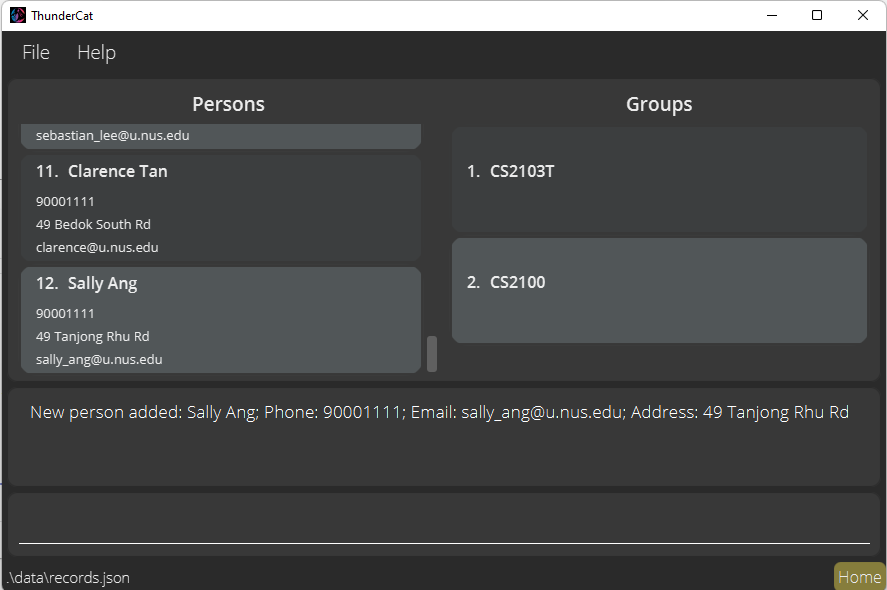 ThunderCat
File Help
Persons
sebastian_lee@u.nus.edu
11. Clarence Tan
90001111
49 Bedok South Rd
clarence@u.nus.edu
12. Sally Ang
90001111
49 Tanjong Rhu Rd
sally_ang@u.nus.edu
Groups
1. CS2103T
2. CS2100
New person added: Sally Ang; Phone: 90001111; Email: sally_ang@u.nus.edu; Address: 49 Tanjong Rhu Rd
.\data\records.json
Home